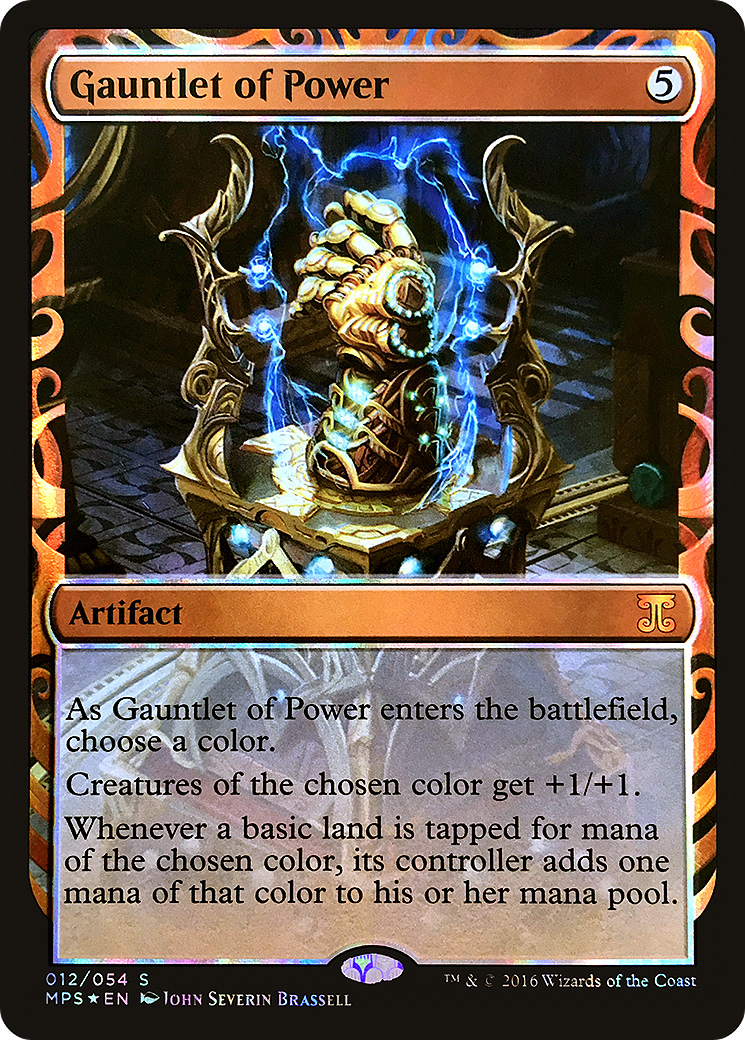 Gauntlet of Power 5
Artifact
As Gauntlet of Power enters the battlefield,
choose a color.
Creatures of the chosen color get +1/+1.
Whenever a basic land is tapped for mana
of the chosen color, its controller adds one
mana of that color to his or her mana pool.
012/054 S
MPS★EN John Severin Brassell
™ & © 2016 Wizards of the Coast